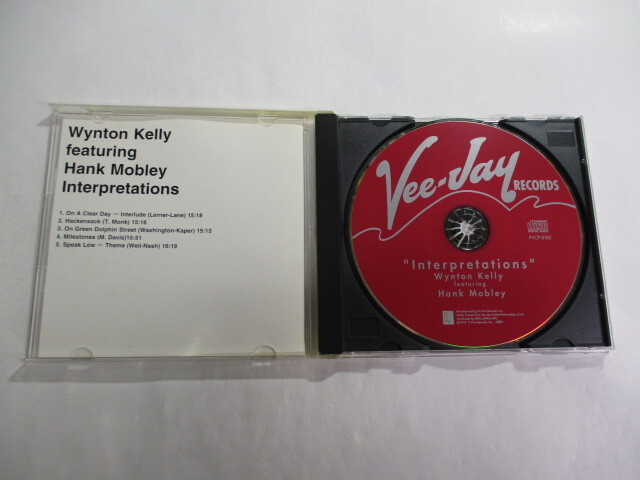 Wynton Kelly
featuring
Hank Mobley
Interpretations
1. On A Clear Day ~ Interlude (Lerner-Lane) 15:18
2. Hackensack (T. Monk) 15:16
3. On Green Dolphin Street (Washington-Kaper) 15:13
4. Milestones (M. Davis)15:51
5. Speak Low ~ Theme (Weil-Nash) 16:19
Vee-Jay
RECORDS
"Interpretations"
Wynton Kelly
featuring
Hank Mobley